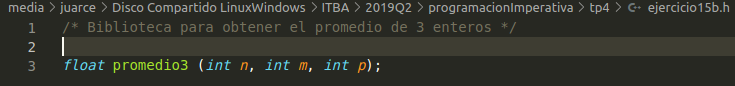 media > juarce > Disco Compartido LinuxWindows > ITBA > 2019Q2 > programacionImperativa > tp4 > ejercicio15b.h
1 /* Biblioteca para obtener el promedio de 3 enteros */
2
3 float promedio3 (int n, int m, int p);